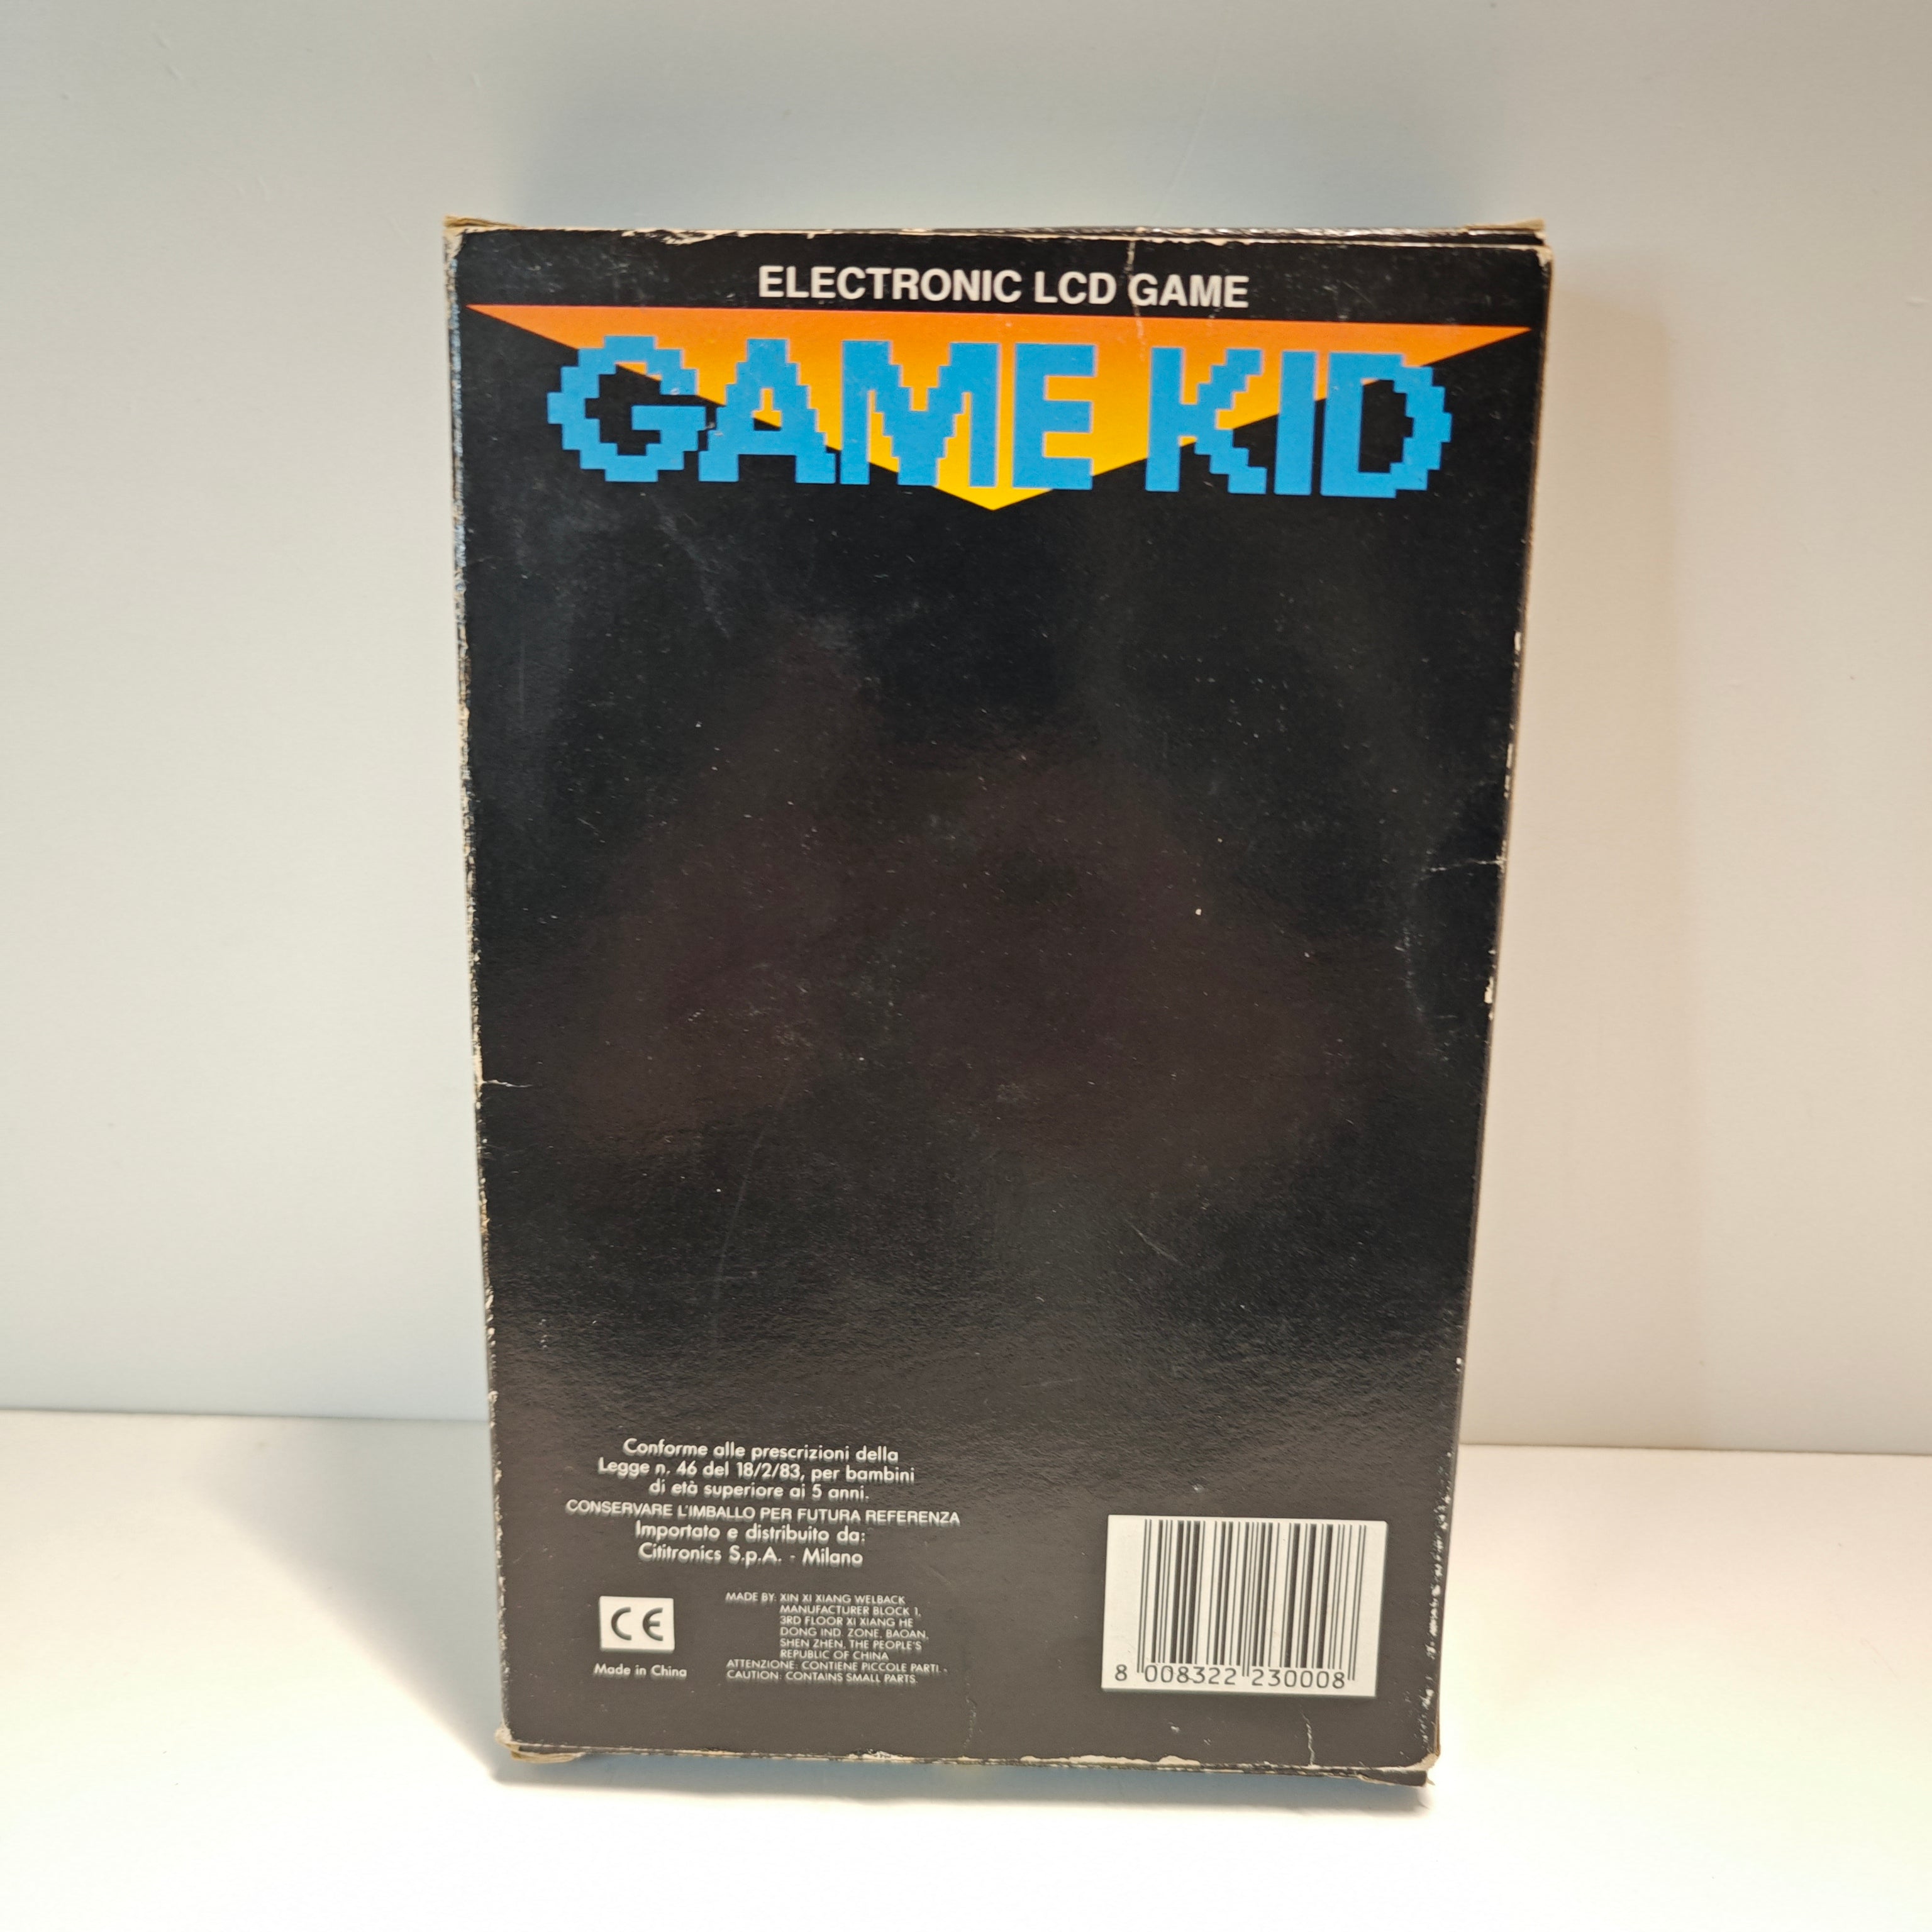 ELECTRONIC LCD GAME
GAME KID
Conforme alle prescrizioni della
Legge n. 46 del 18/2/83, per bambini
di età superiore ai 5 anni.
CONSERVARE L'IMBALLO PER FUTURA REFERENZA
Importato e distribuito da:
Cititronics S.p.A. - Milano
CE
Made in China
MADE BY: XIN XI XIANG WELBACK
MANUFACTURER BLOCK 1,
3RD FLOOR XI XIANG HE
DONG IND. ZONE, BAOAN,
SHEN ZHEN, THE PEOPLE'S
REPUBLIC OF CHINA
ATTENZIONE: CONTIENE PICCOLE PARTI. -
CAUTION: CONTAINS SMALL PARTS.
8 008322 230008